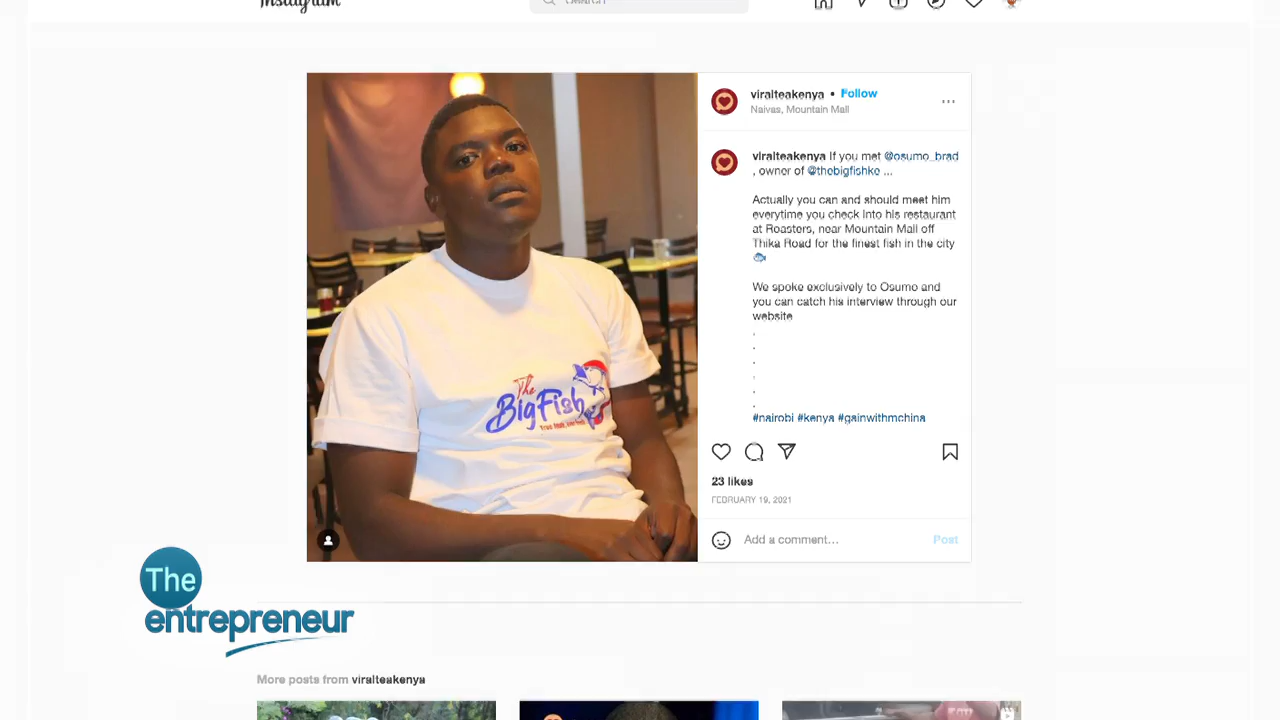 Instagram
Search
viralteakenya • Follow
Naivas, Mountain Mall
viralteakenya If you met @osumo_brad
, owner of @thebigfishke ...
Actually you can and should meet him
everytime you check into his restaurant
at Roasters, near Mountain Mall off
Thika Road for the finest fish in the city
We spoke exclusively to Osumo and
you can catch his interview through our
website
.
.
.
.
.
.
#nairobi #kenya #gainwithmchina
23 likes
FEBRUARY 19, 2021
Add a comment... Post
The
BigFish
The
entrepreneur
More posts from viralteakenya